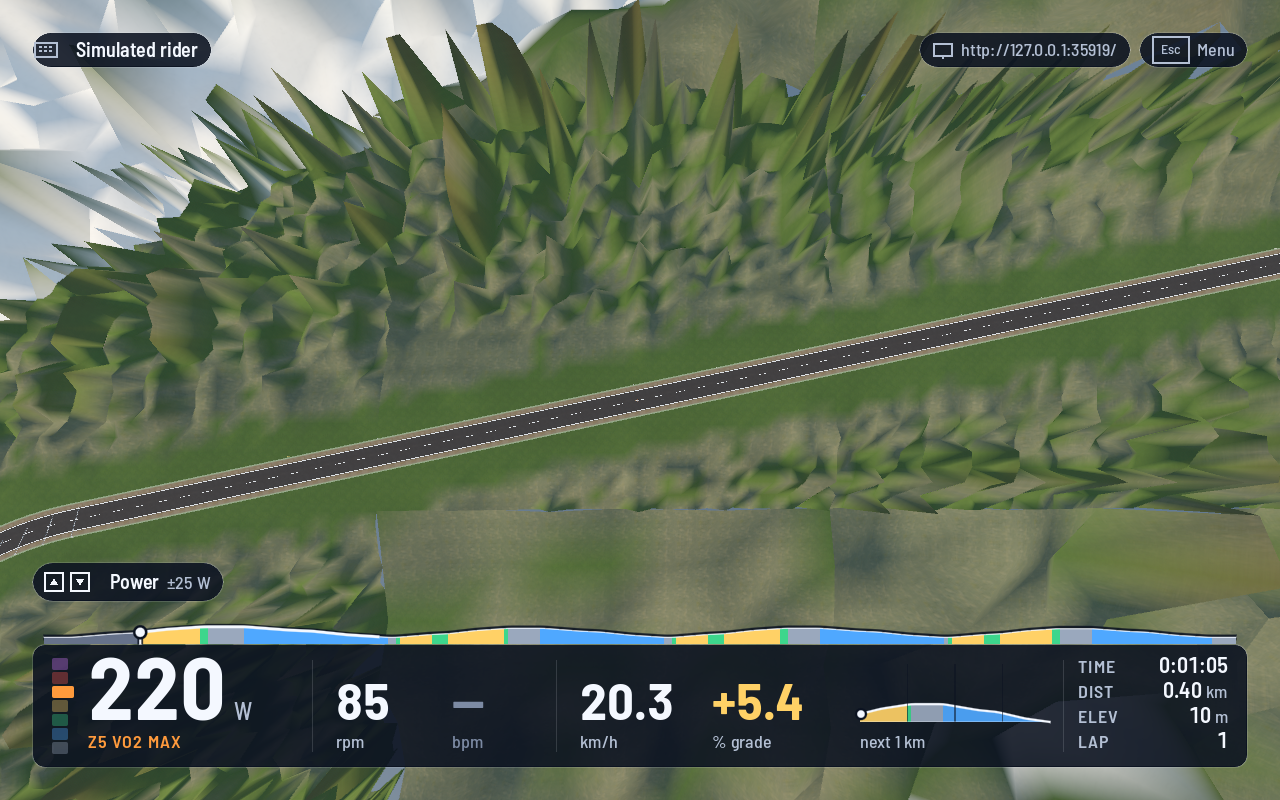 Simulated rider
http://127.0.0.1:35919/
Esc Menu
Power ±25 W
220 W
Z5 VO2 MAX
85
rpm
—
bpm
20.3
km/h
+5.4
% grade
next 1 km
TIME 0:01:05
DIST 0.40 km
ELEV 10 m
LAP 1